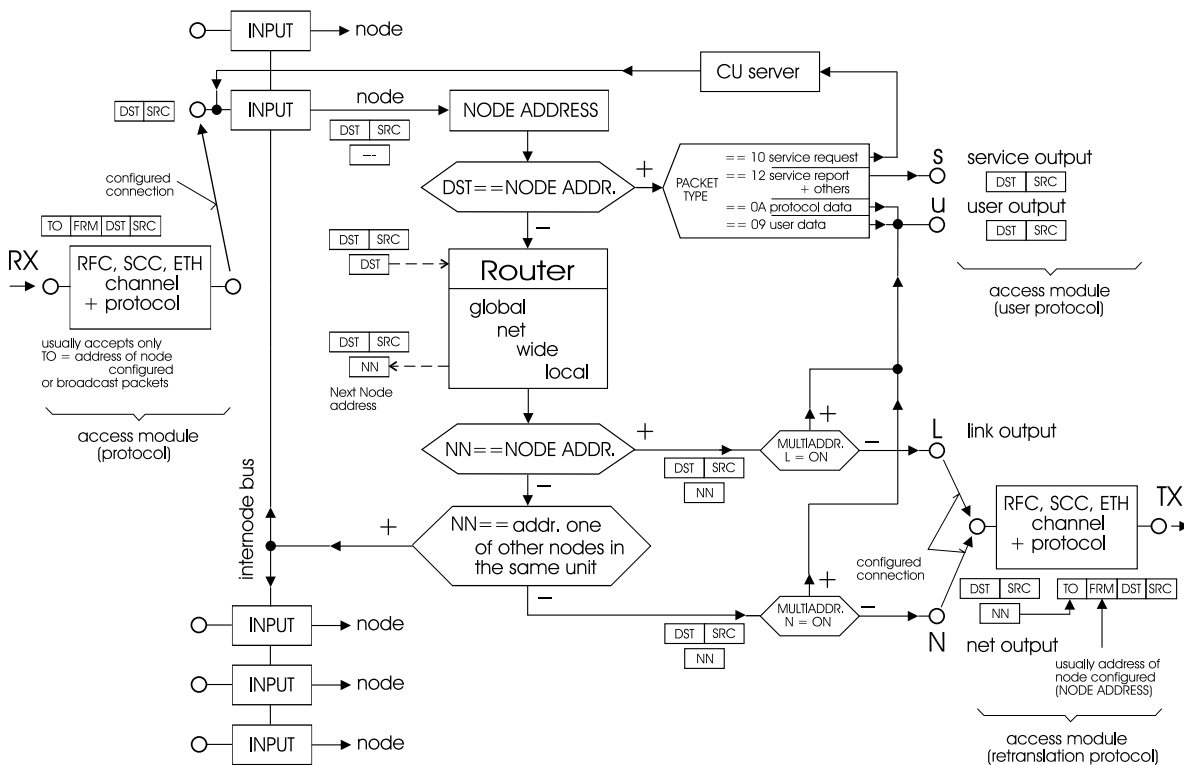 INPUT
node
CU server
DST SRC
INPUT
node
NODE ADDRESS
DST SRC
--
configured
connection
DST==NODE ADDR.
+
PACKET
TYPE
== 10 service request
== 12 service report
+ others
== 0A protocol data
== 09 user data
s
service output
DST SRC
u
user output
DST SRC
access module
(user protocol)
TO FRM DST SRC
RX
RFC, SCC, ETH
channel
+ protocol
usually accepts only
TO = address of node
configured
or broadcast packets
access module
(protocol)
−
DST SRC
DST
Router
global
net
wide
local
DST SRC
NN
Next Node
address
NN==NODE ADDR.
+
DST SRC
NN
MULTIADDR.
L = ON
+
−
L
link output
−
internode bus
+
NN== addr. one
of other nodes in
the same unit
−
DST SRC
NN
MULTIADDR.
N = ON
+
−
N
net output
configured
connection
RFC, SCC, ETH
channel
+ protocol
TX
DST SRC
NN
TO FRM DST SRC
usually address of
node configured
(NODE ADDRESS)
access module
(retranslation protocol)
INPUT
node
INPUT
node
INPUT
node